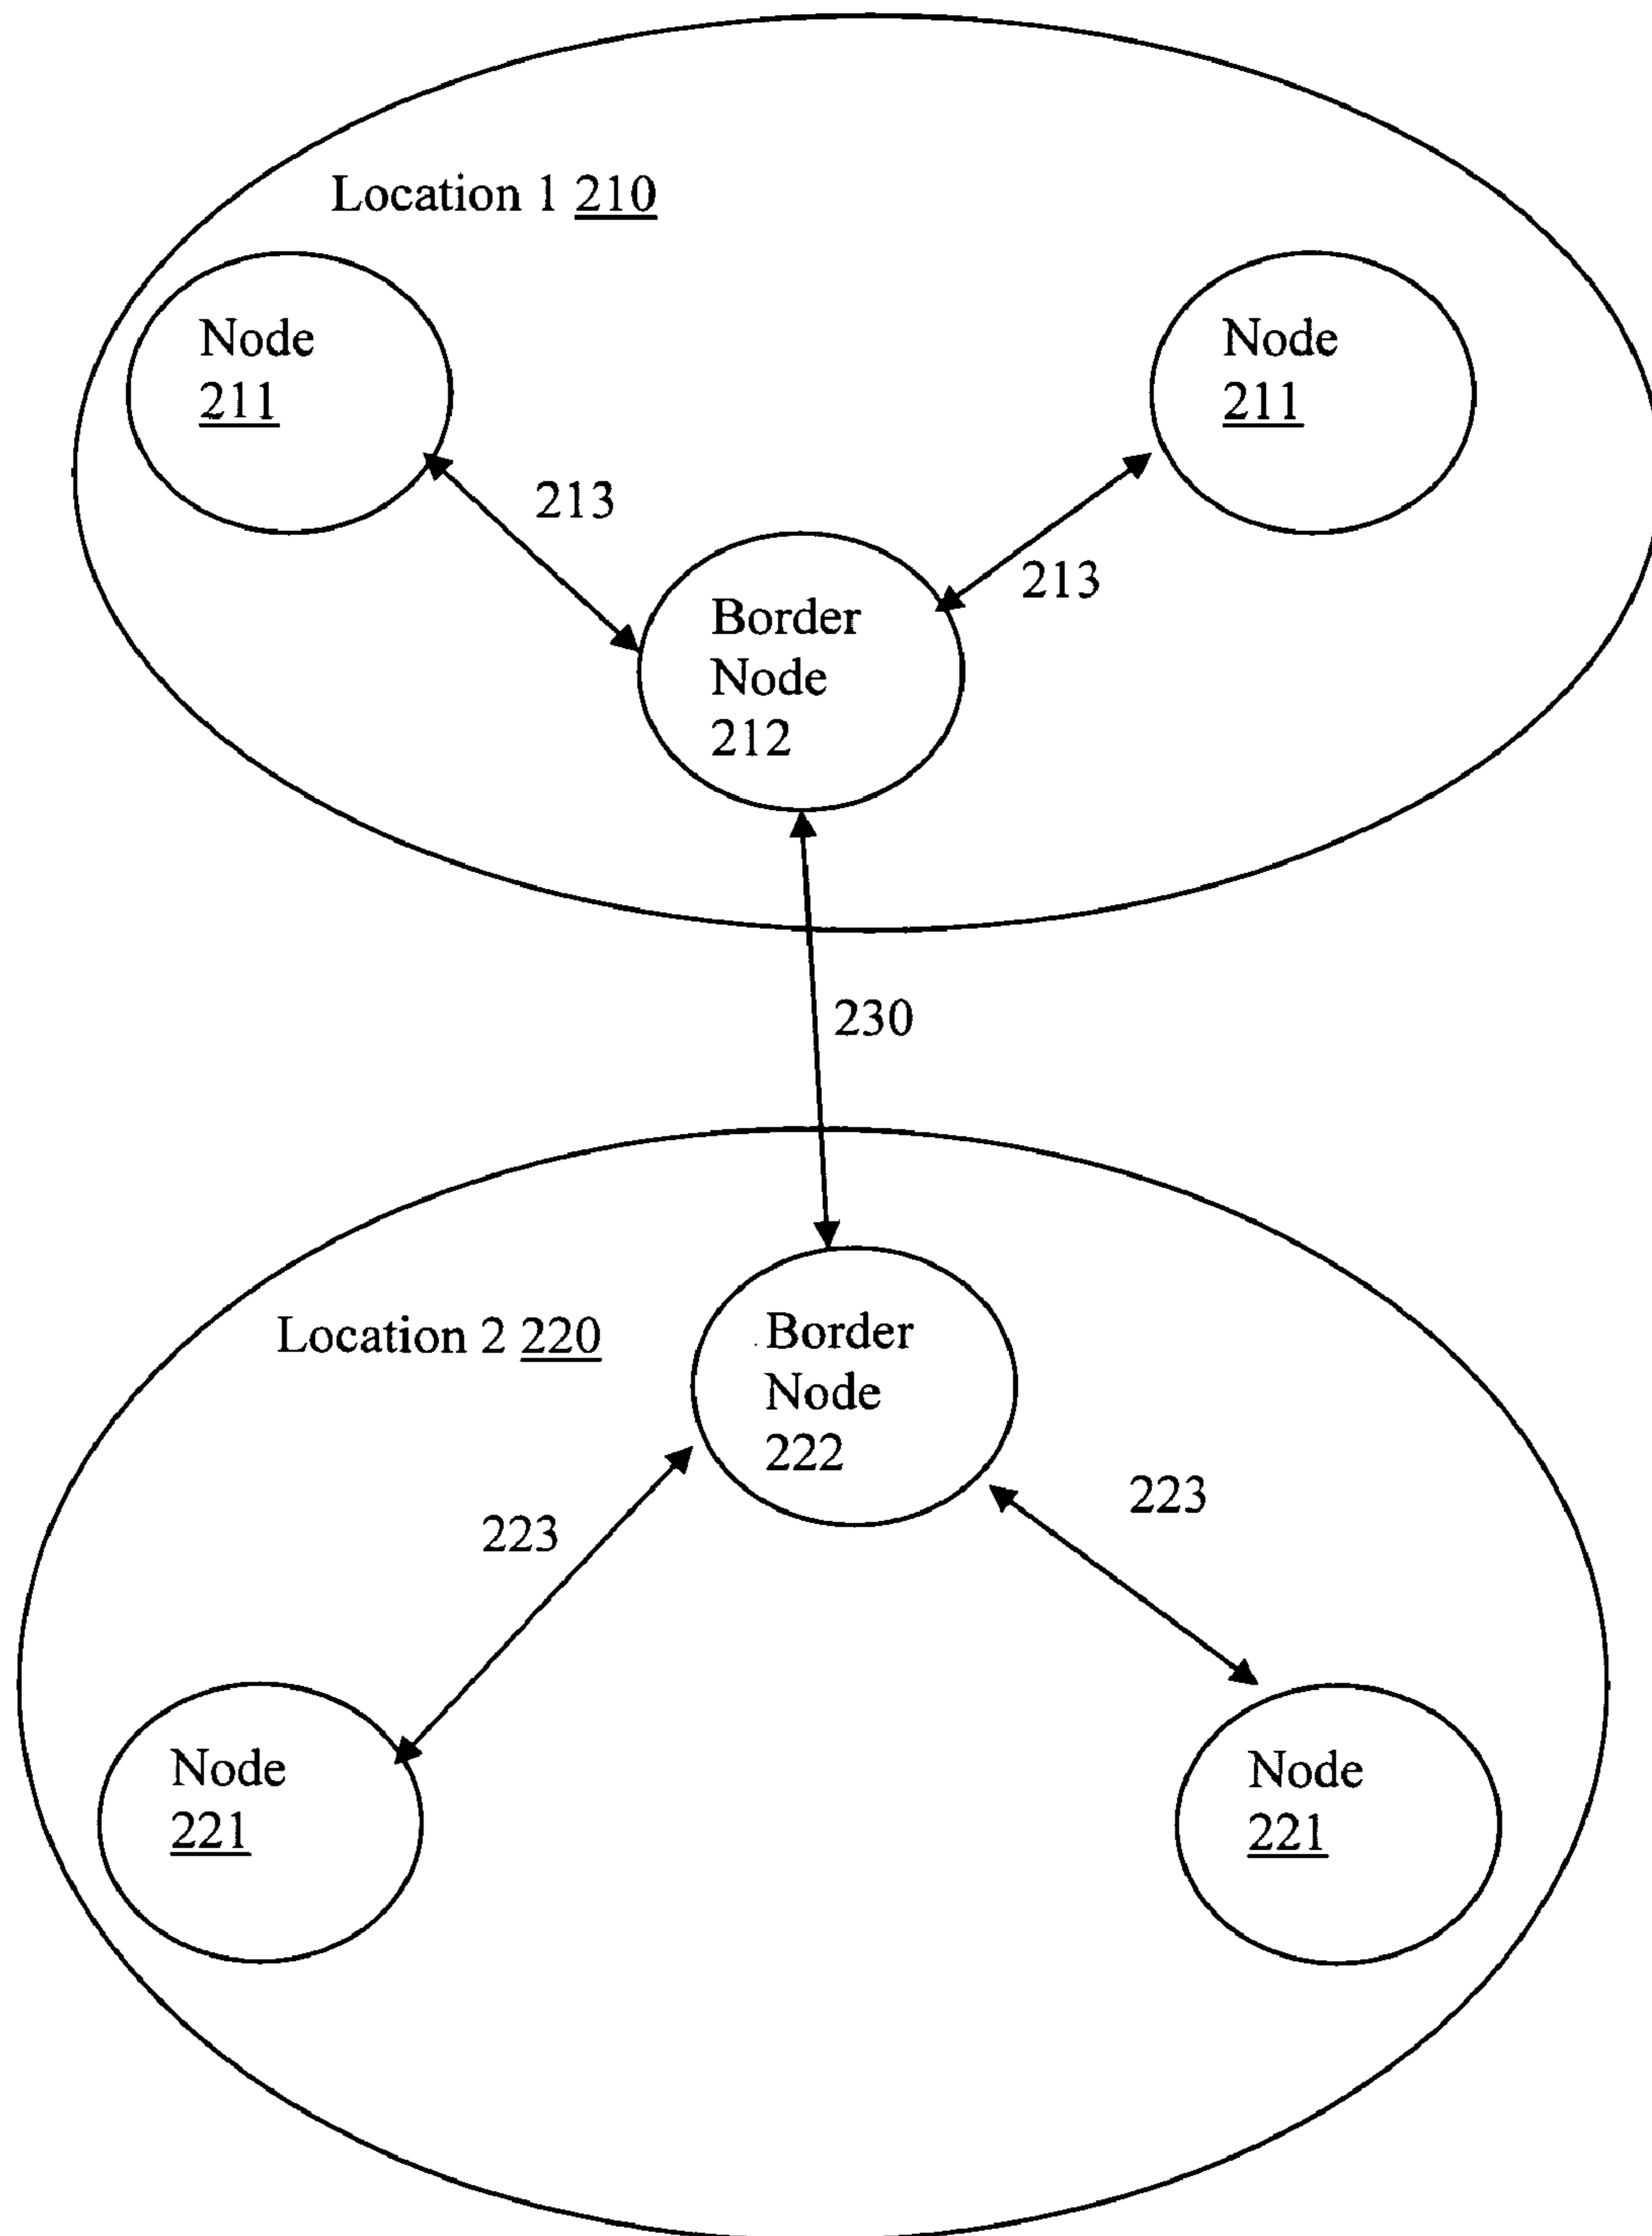 Location 1 210
Node
211
Node
211
213
213
Border
Node
212
230
Location 2 220
Border
Node
222
223
223
Node
221
Node
221